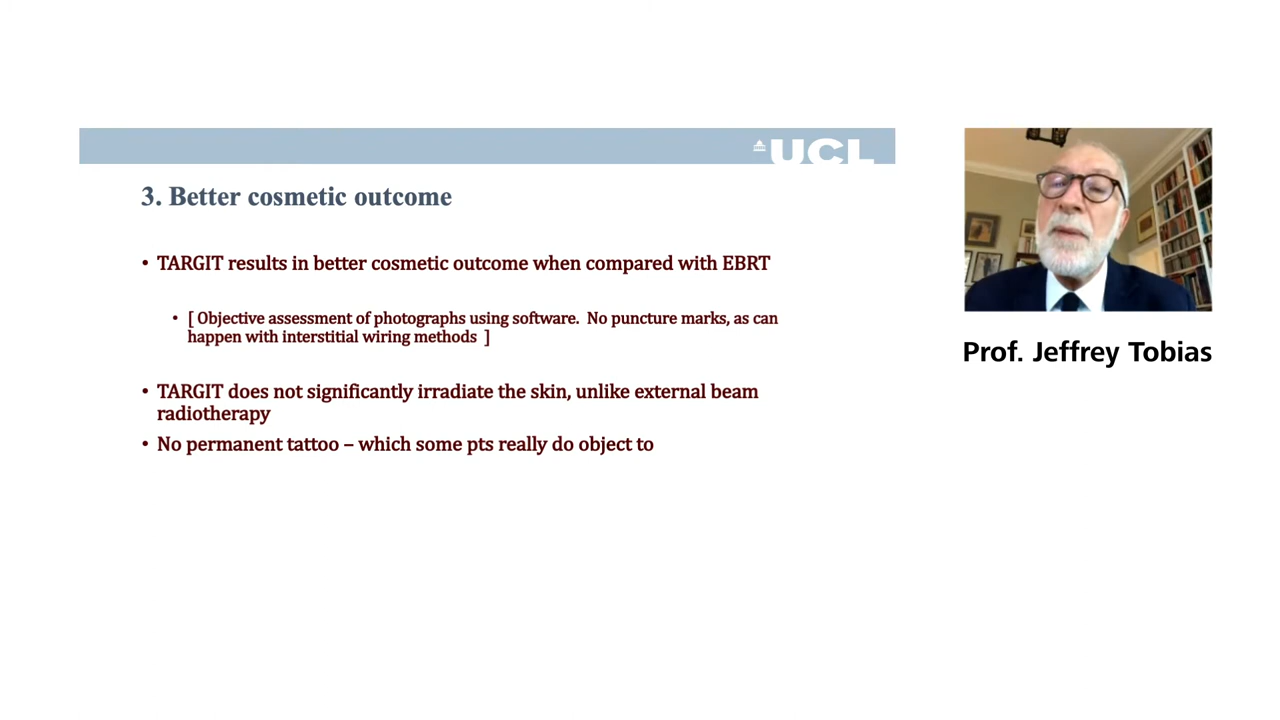 UCL
3. Better cosmetic outcome
• TARGIT results in better cosmetic outcome when compared with EBRT
• [ Objective assessment of photographs using software. No puncture marks, as can
happen with interstitial wiring methods ]
• TARGIT does not significantly irradiate the skin, unlike external beam
radiotherapy
• No permanent tattoo – which some pts really do object to
Prof. Jeffrey Tobias